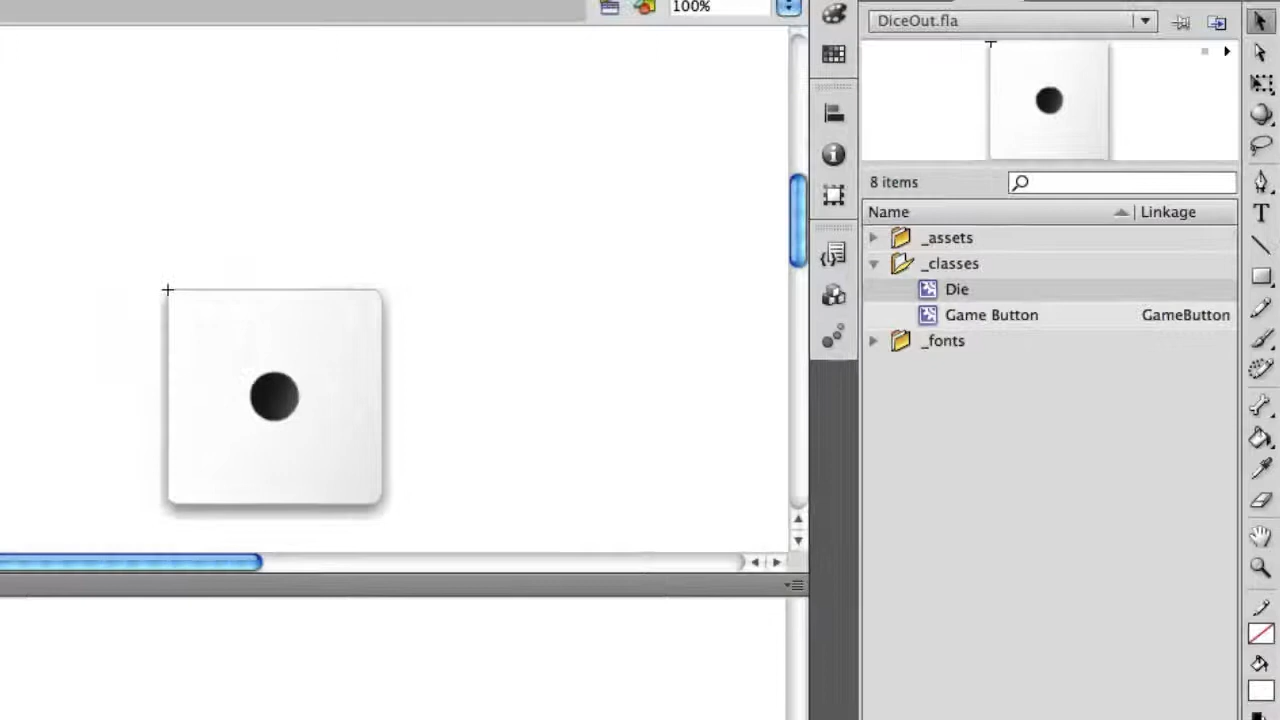 100%
DiceOut.fla
8 items
Name Linkage
_assets
_classes
Die
Game Button GameButton
_fonts